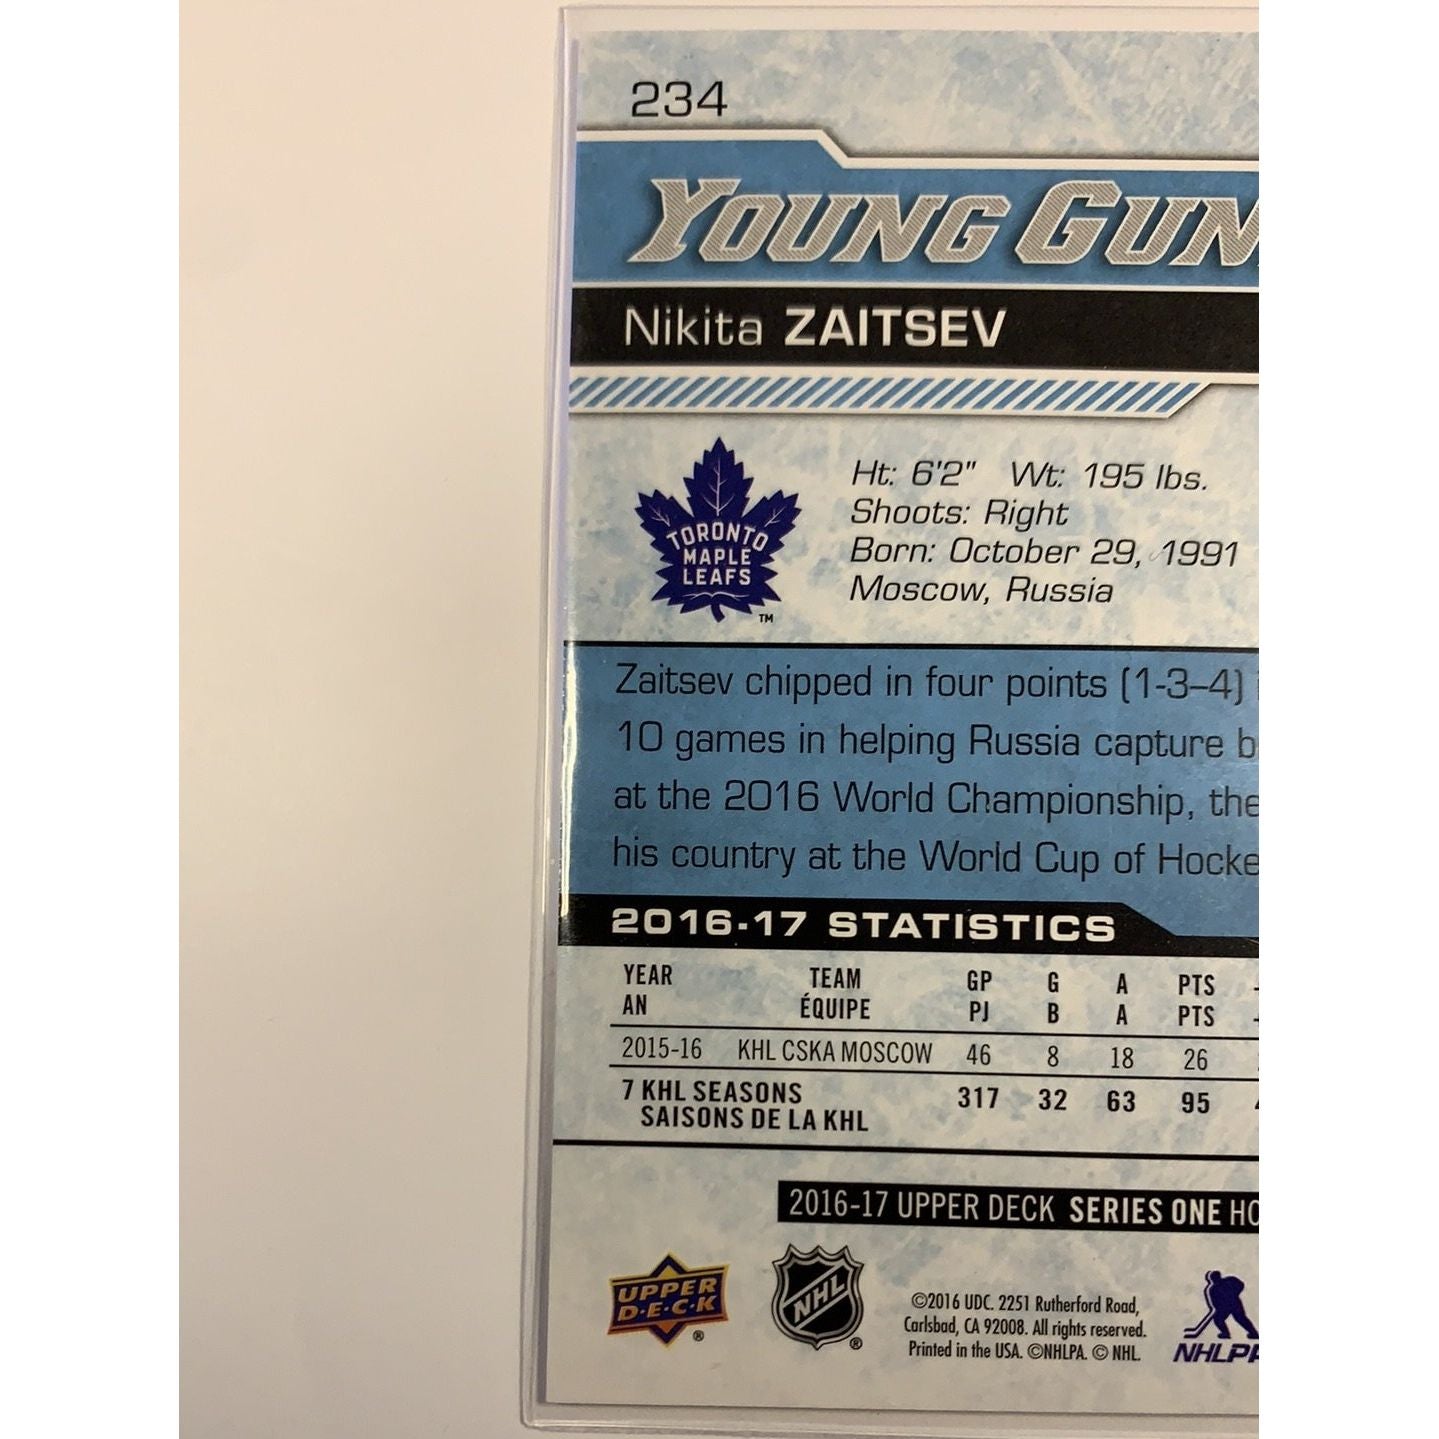 234
YOUNG GUN
Nikita ZAITSEV
TORONTO
MAPLE
LEAFS
TM
Ht: 6'2" Wt: 195 lbs.
Shoots: Right
Born: October 29, 1991
Moscow, Russia
Zaitsev chipped in four points (1-3–4)
10 games in helping Russia capture b
at the 2016 World Championship, the
his country at the World Cup of Hocke
2016-17 STATISTICS
YEAR TEAM GP G A PTS
AN ÉQUIPE PJ B A PTS
2015-16 KHL CSKA MOSCOW 46 8 18 26
7 KHL SEASONS 317 32 63 95
SAISONS DE LA KHL
2016-17 UPPER DECK SERIES ONE HO
UPPER
D·E·C·K
®
NHL
®
©2016 UDC. 2251 Rutherford Road,
Carlsbad, CA 92008. All rights reserved.
Printed in the USA. ©NHLPA. © NHL.
NHLPA